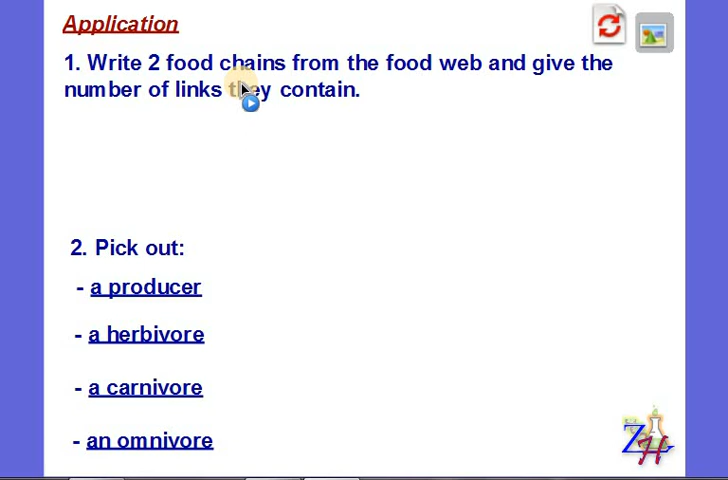 Application
1. Write 2 food chains from the food web and give the
number of links they contain.
2. Pick out:
- a producer
- a herbivore
- a carnivore
- an omnivore
ZH